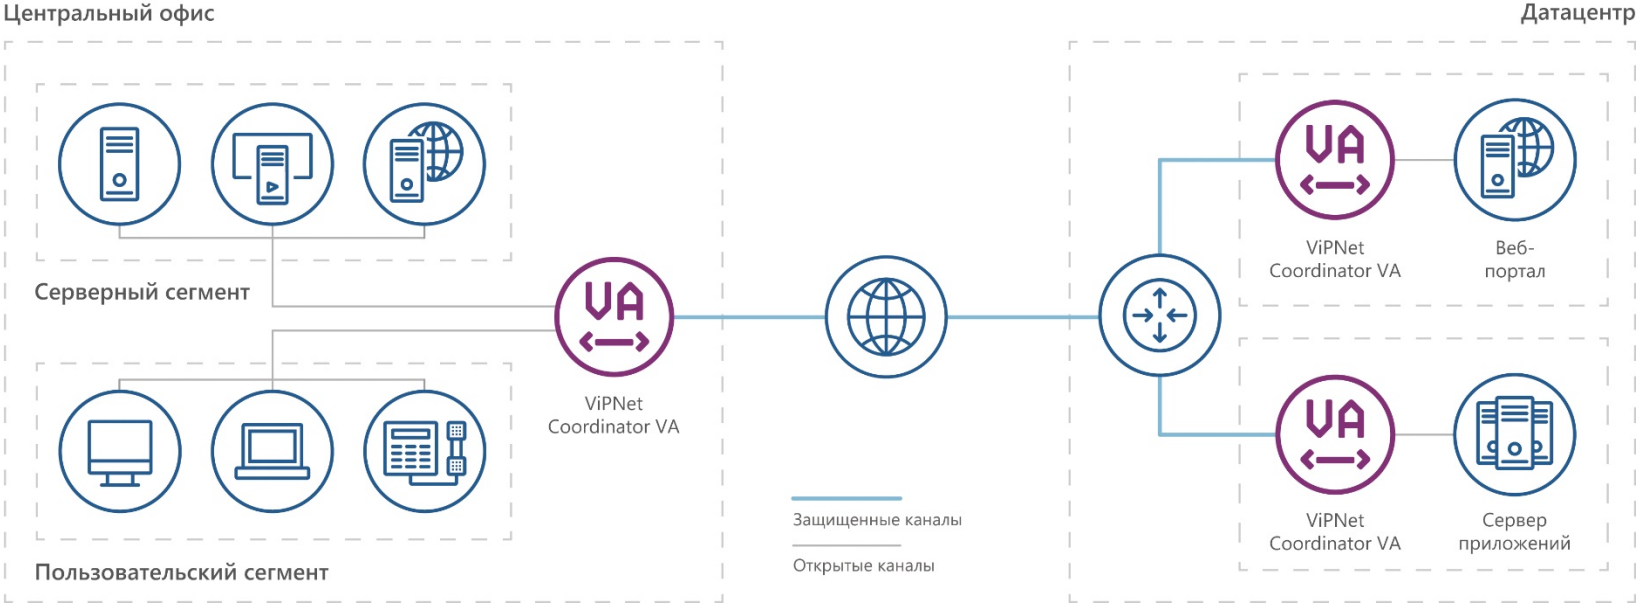 Центральный офис
Датацентр
VA
ViPNet
Coordinator VA
Веб-
портал
Серверный сегмент
VA
ViPNet
Coordinator VA
VA
ViPNet
Coordinator VA
Сервер
приложений
Защищенные каналы
Открытые каналы
Пользовательский сегмент